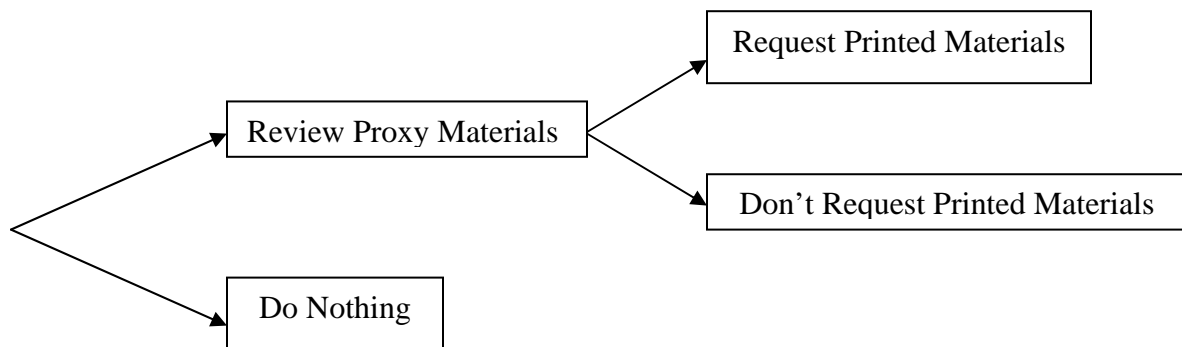 Request Printed Materials
Review Proxy Materials
Don’t Request Printed Materials
Do Nothing